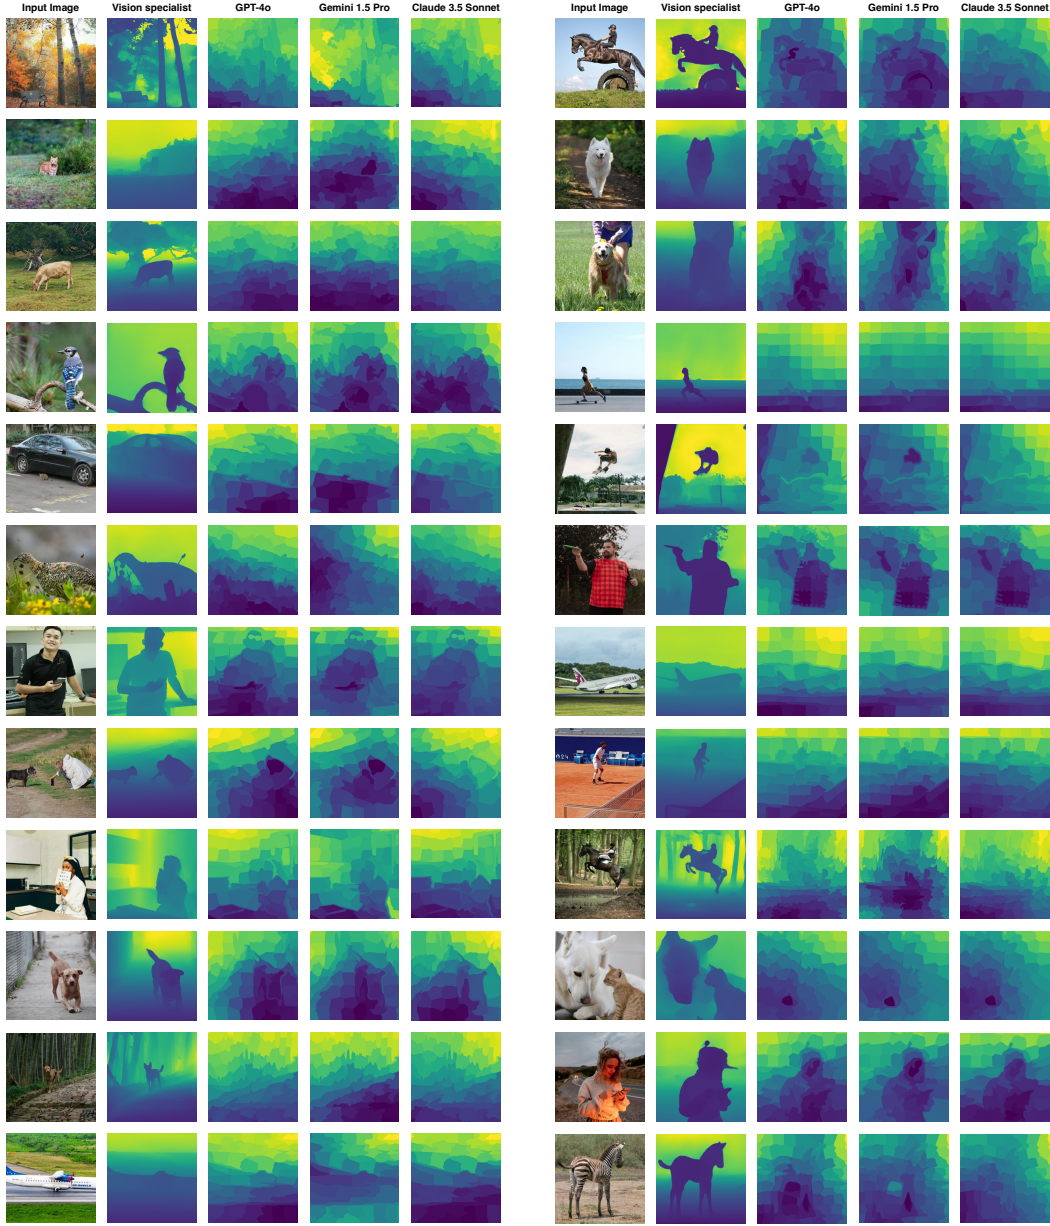 Input Image Vision specialist GPT-4o Gemini 1.5 Pro Claude 3.5 Sonnet Input Image Vision specialist GPT-4o Gemini 1.5 Pro Claude 3.5 Sonnet